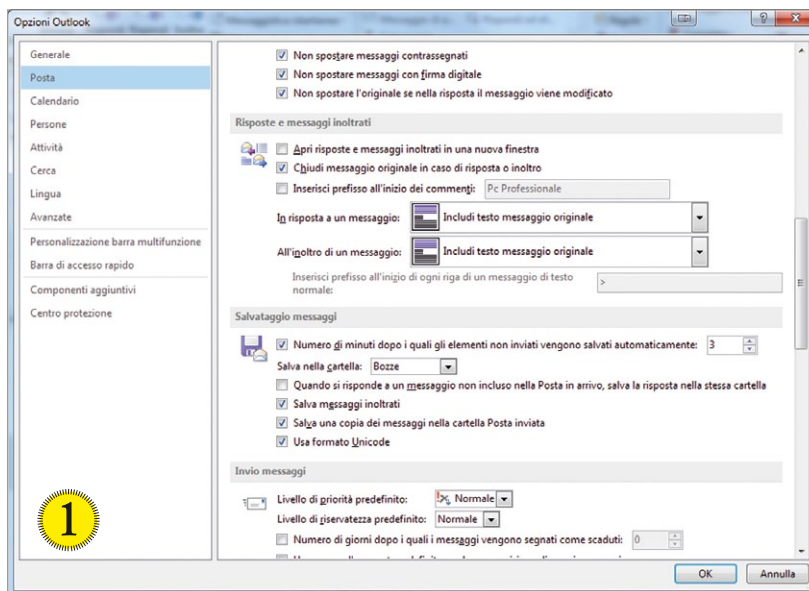 Opzioni Outlook
Generale
Posta
Calendario
Persone
Attività
Cerca
Lingua
Avanzate
Personalizzazione barra multifunzione
Barra di accesso rapido
Componenti aggiuntivi
Centro protezione
Non spostare messaggi contrassegnati
Non spostare messaggi con firma digitale
Non spostare l'originale se nella risposta il messaggio viene modificato
Risposte e messaggi inoltrati
Apri risposte e messaggi inoltrati in una nuova finestra
Chiudi messaggio originale in caso di risposta o inoltro
Inserisci prefisso all'inizio dei commenti: Pc Professionale
In risposta a un messaggio: Includi testo messaggio originale
All'inoltro di un messaggio: Includi testo messaggio originale
Inserisci prefisso all'inizio di ogni riga di un messaggio di testo
normale: >
Salvataggio messaggi
Numero di minuti dopo i quali gli elementi non inviati vengono salvati automaticamente: 3
Salva nella cartella: Bozze
Quando si risponde a un messaggio non incluso nella Posta in arrivo, salva la risposta nella stessa cartella
Salva messaggi inoltrati
Salva una copia dei messaggi nella cartella Posta inviata
Usa formato Unicode
Invio messaggi
Livello di priorità predefinito: Normale
Livello di riservatezza predefinito: Normale
Numero di giorni dopo i quali i messaggi vengono segnati come scaduti: 0
1
OK Annulla